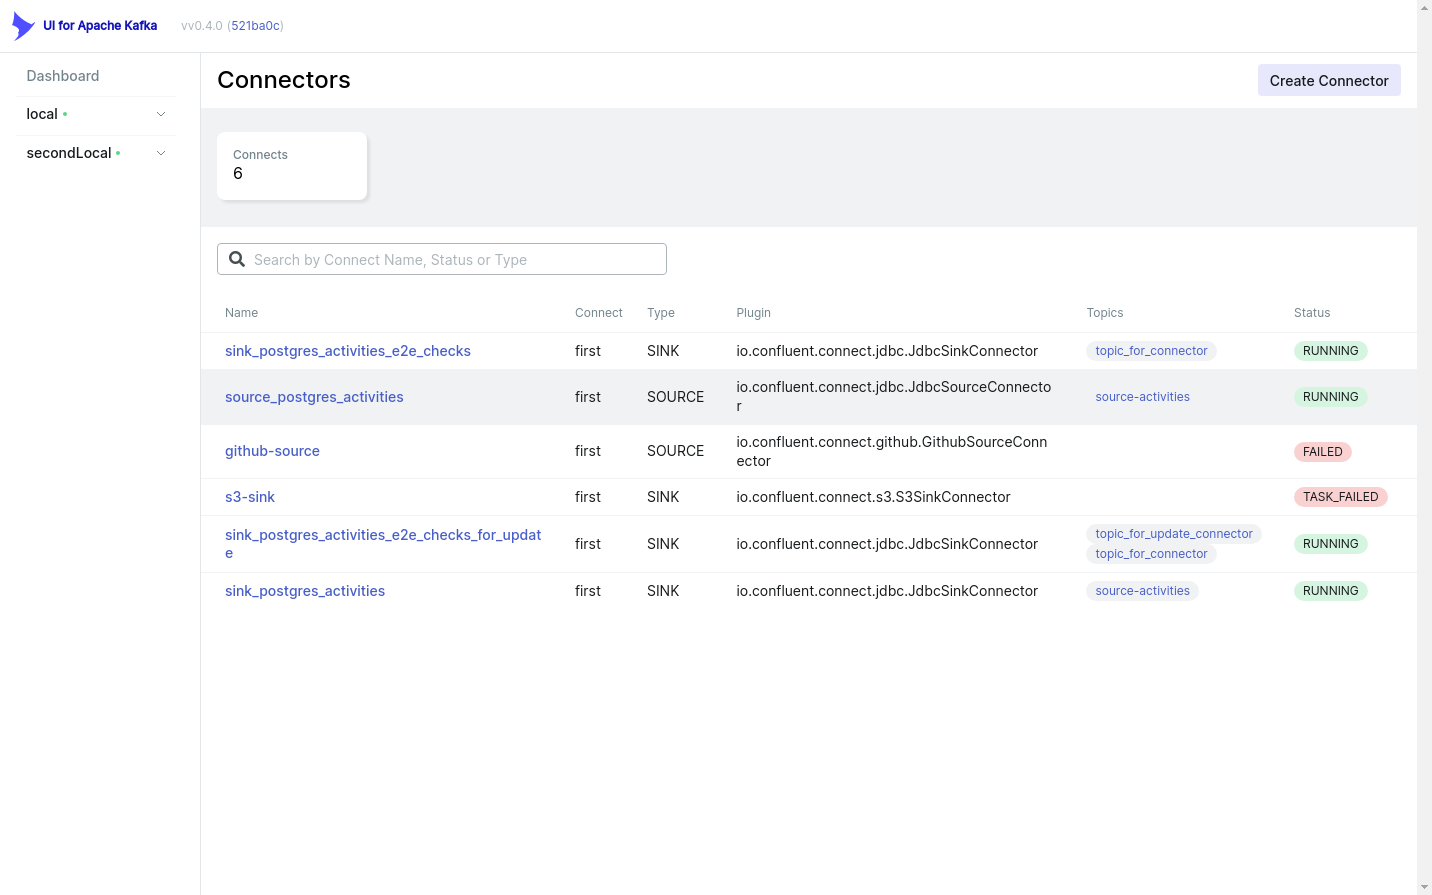 UI for Apache Kafka vv0.4.0 (521ba0c)
Dashboard
local
secondLocal
Connectors
Create Connector
Connects
6
Search by Connect Name, Status or Type
Name Connect Type Plugin Topics Status
sink_postgres_activities_e2e_checks first SINK io.confluent.connect.jdbc.JdbcSinkConnector topic_for_connector RUNNING
source_postgres_activities first SOURCE io.confluent.connect.jdbc.JdbcSourceConnecto
r source-activities RUNNING
github-source first SOURCE io.confluent.connect.github.GithubSourceConn
ector FAILED
s3-sink first SINK io.confluent.connect.s3.S3SinkConnector TASK_FAILED
sink_postgres_activities_e2e_checks_for_updat
e first SINK io.confluent.connect.jdbc.JdbcSinkConnector topic_for_update_connector
topic_for_connector RUNNING
sink_postgres_activities first SINK io.confluent.connect.jdbc.JdbcSinkConnector source-activities RUNNING